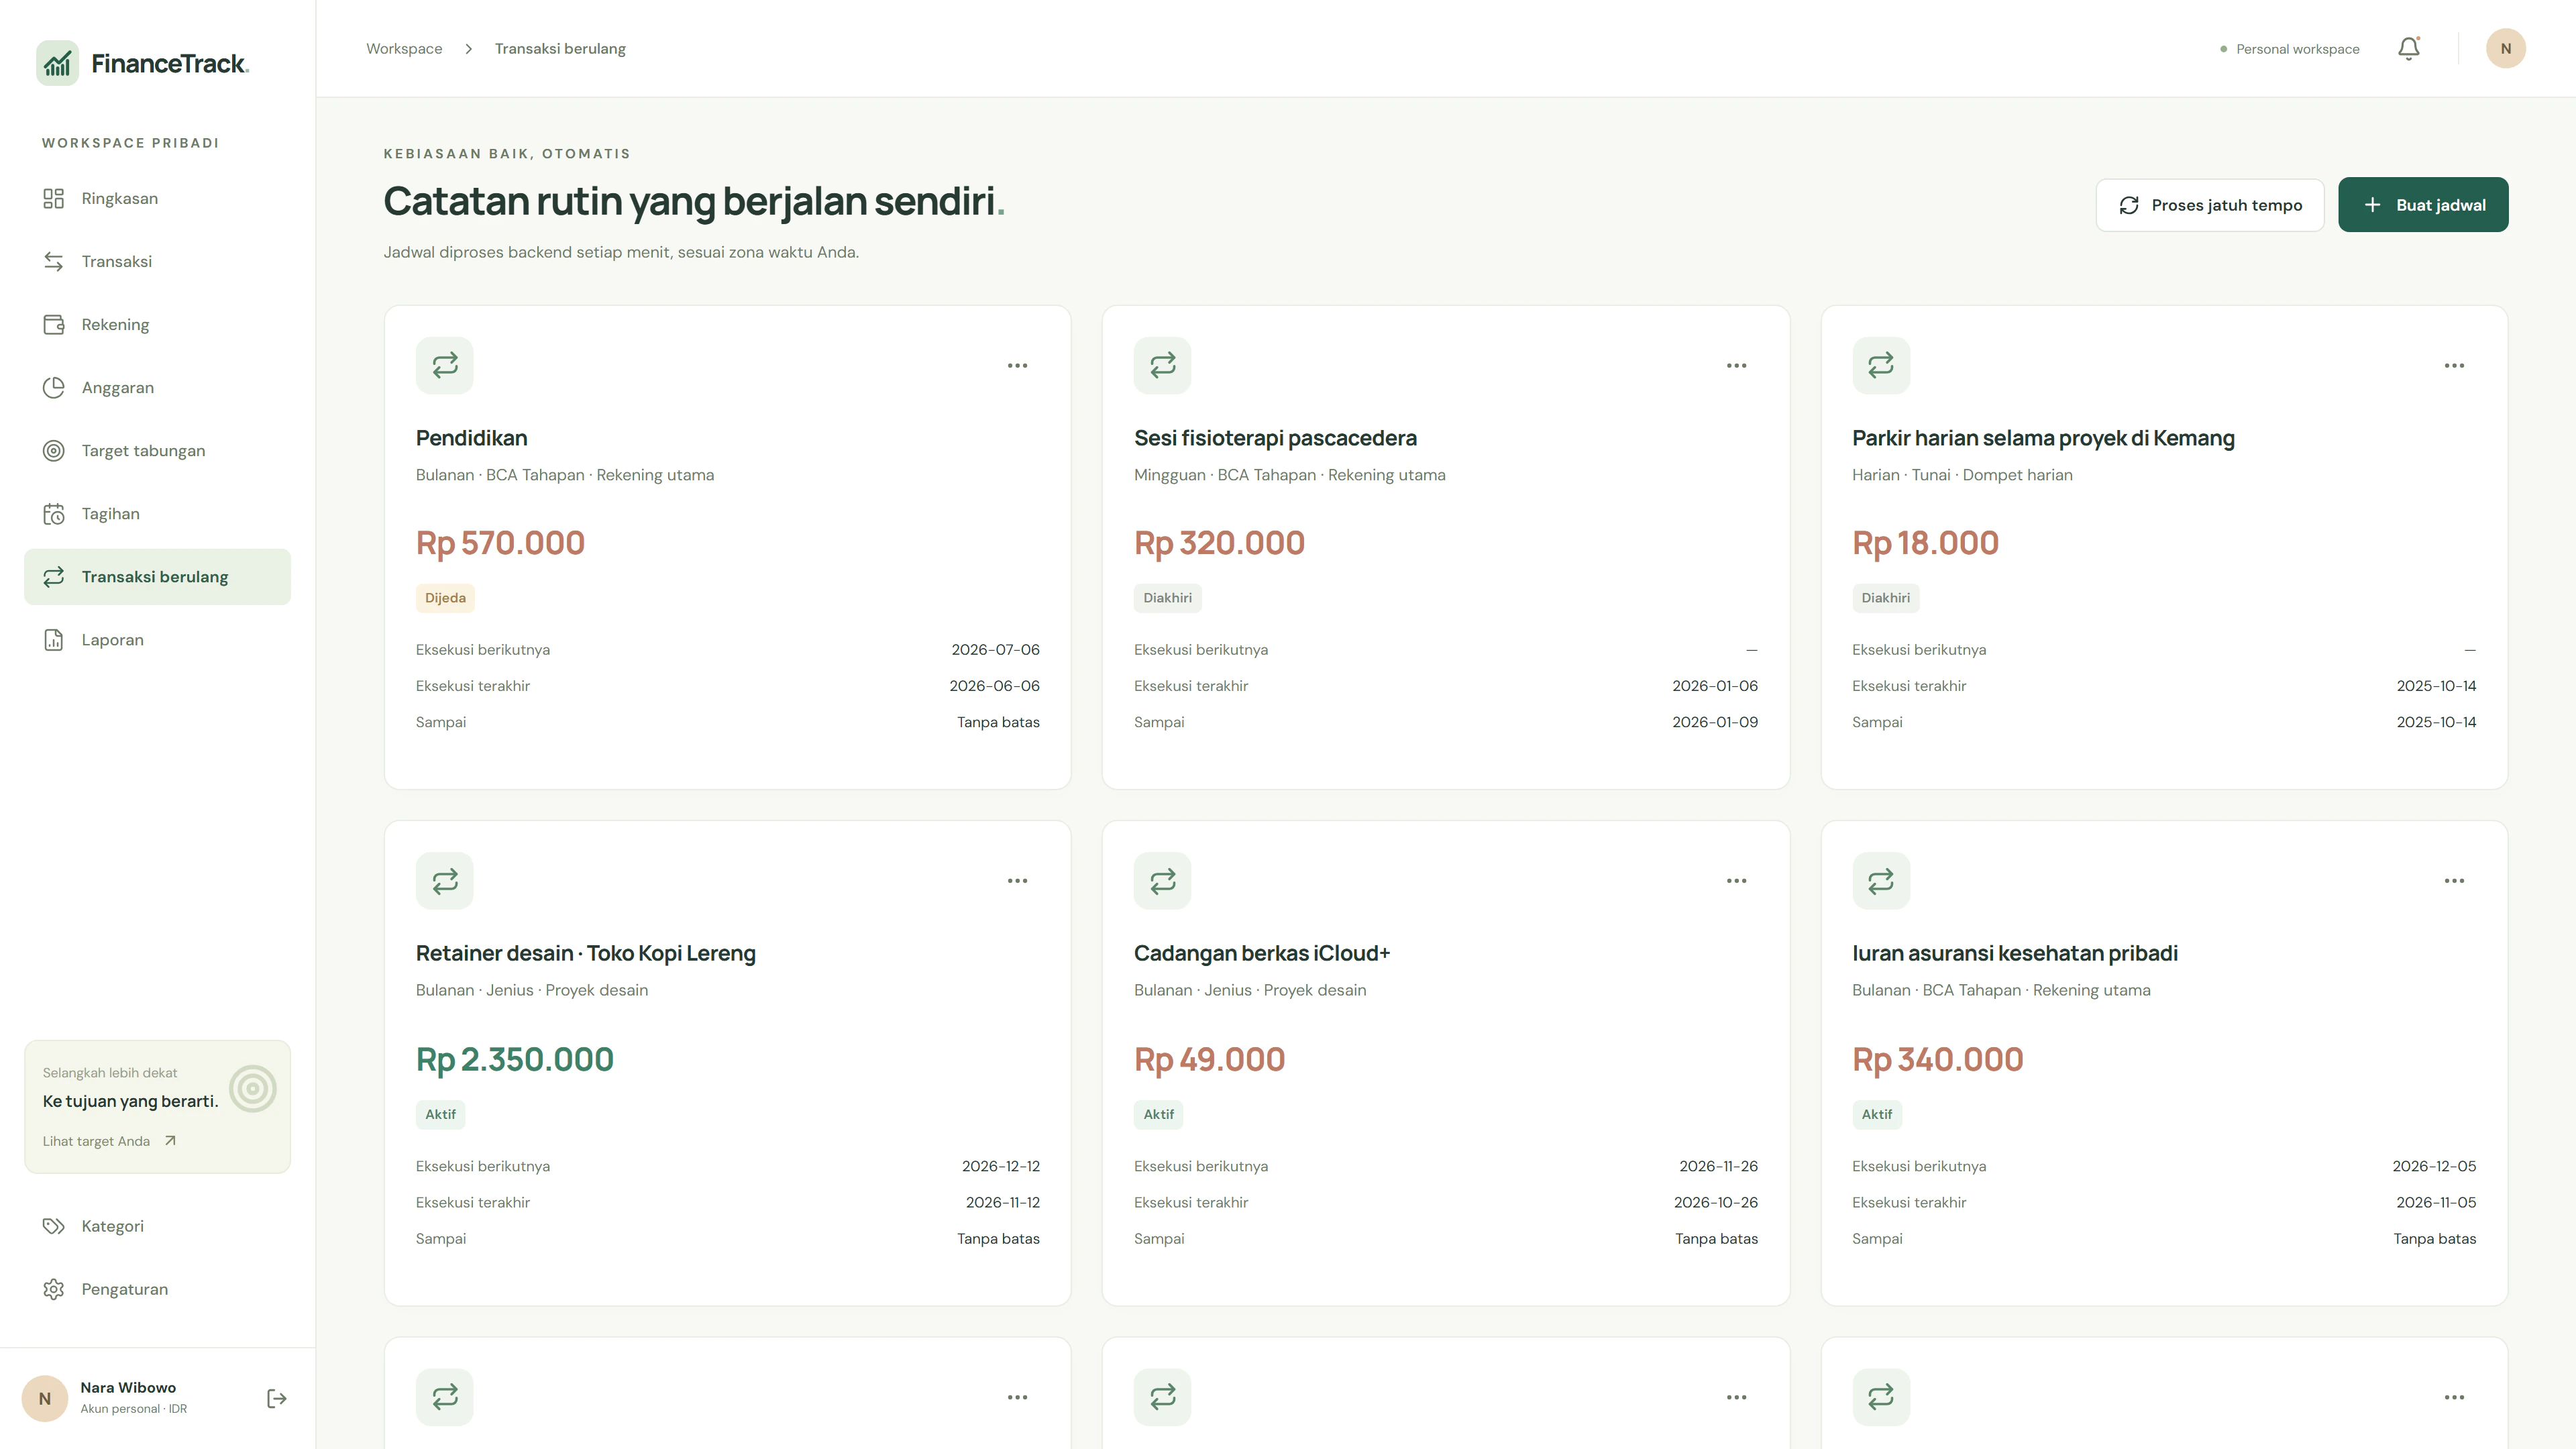 FinanceTrack.
WORKSPACE PRIBADI
Ringkasan
Transaksi
Rekening
Anggaran
Target tabungan
Tagihan
Transaksi berulang
Laporan
Selangkah lebih dekat
Ke tujuan yang berarti.
Lihat target Anda
Kategori
Pengaturan
N
Nara Wibowo
Akun personal · IDR
Workspace
Transaksi berulang
Personal workspace
N
KEBIASAAN BAIK, OTOMATIS
Catatan rutin yang berjalan sendiri.
Jadwal diproses backend setiap menit, sesuai zona waktu Anda.
Proses jatuh tempo
Buat jadwal
Pendidikan
Bulanan · BCA Tahapan · Rekening utama
Rp 570.000
Dijeda
Eksekusi berikutnya 2026-07-06
Eksekusi terakhir 2026-06-06
Sampai Tanpa batas
Sesi fisioterapi pascacedera
Mingguan · BCA Tahapan · Rekening utama
Rp 320.000
Diakhiri
Eksekusi berikutnya —
Eksekusi terakhir 2026-01-06
Sampai 2026-01-09
Parkir harian selama proyek di Kemang
Harian · Tunai · Dompet harian
Rp 18.000
Diakhiri
Eksekusi berikutnya —
Eksekusi terakhir 2025-10-14
Sampai 2025-10-14
Retainer desain · Toko Kopi Lereng
Bulanan · Jenius · Proyek desain
Rp 2.350.000
Aktif
Eksekusi berikutnya 2026-12-12
Eksekusi terakhir 2026-11-12
Sampai Tanpa batas
Cadangan berkas iCloud+
Bulanan · Jenius · Proyek desain
Rp 49.000
Aktif
Eksekusi berikutnya 2026-11-26
Eksekusi terakhir 2026-10-26
Sampai Tanpa batas
Iuran asuransi kesehatan pribadi
Bulanan · BCA Tahapan · Rekening utama
Rp 340.000
Aktif
Eksekusi berikutnya 2026-12-05
Eksekusi terakhir 2026-11-05
Sampai Tanpa batas